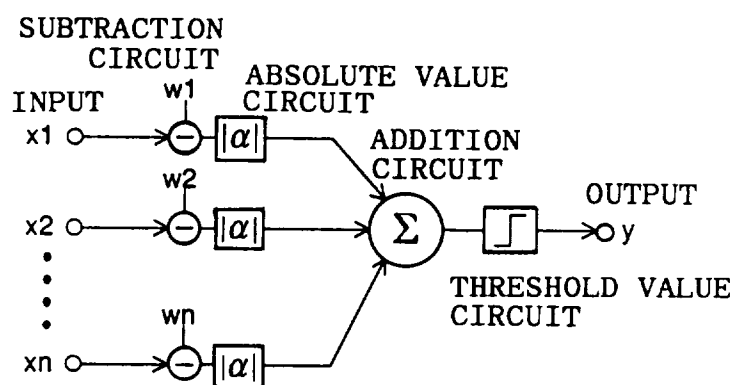 SUBTRACTION
CIRCUIT
w1
ABSOLUTE VALUE
CIRCUIT
INPUT
x1
−
|α|
ADDITION
CIRCUIT
w2
x2
−
|α|
Σ
OUTPUT
y
THRESHOLD VALUE
CIRCUIT
wn
xn
−
|α|